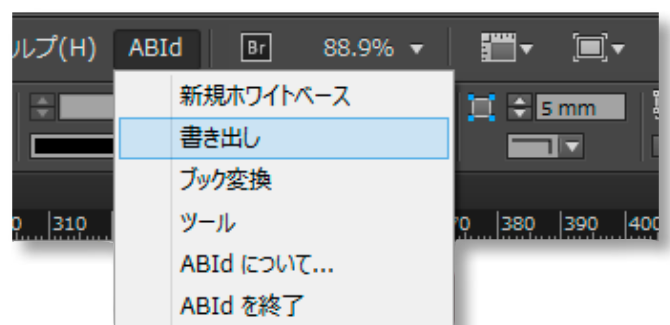 ルプ(H) ABId Br 88.9%
新規ホワイトベース
5 mm
書き出し
ブック変換
310 380 390 400
ツール
ABId について...
ABId を終了